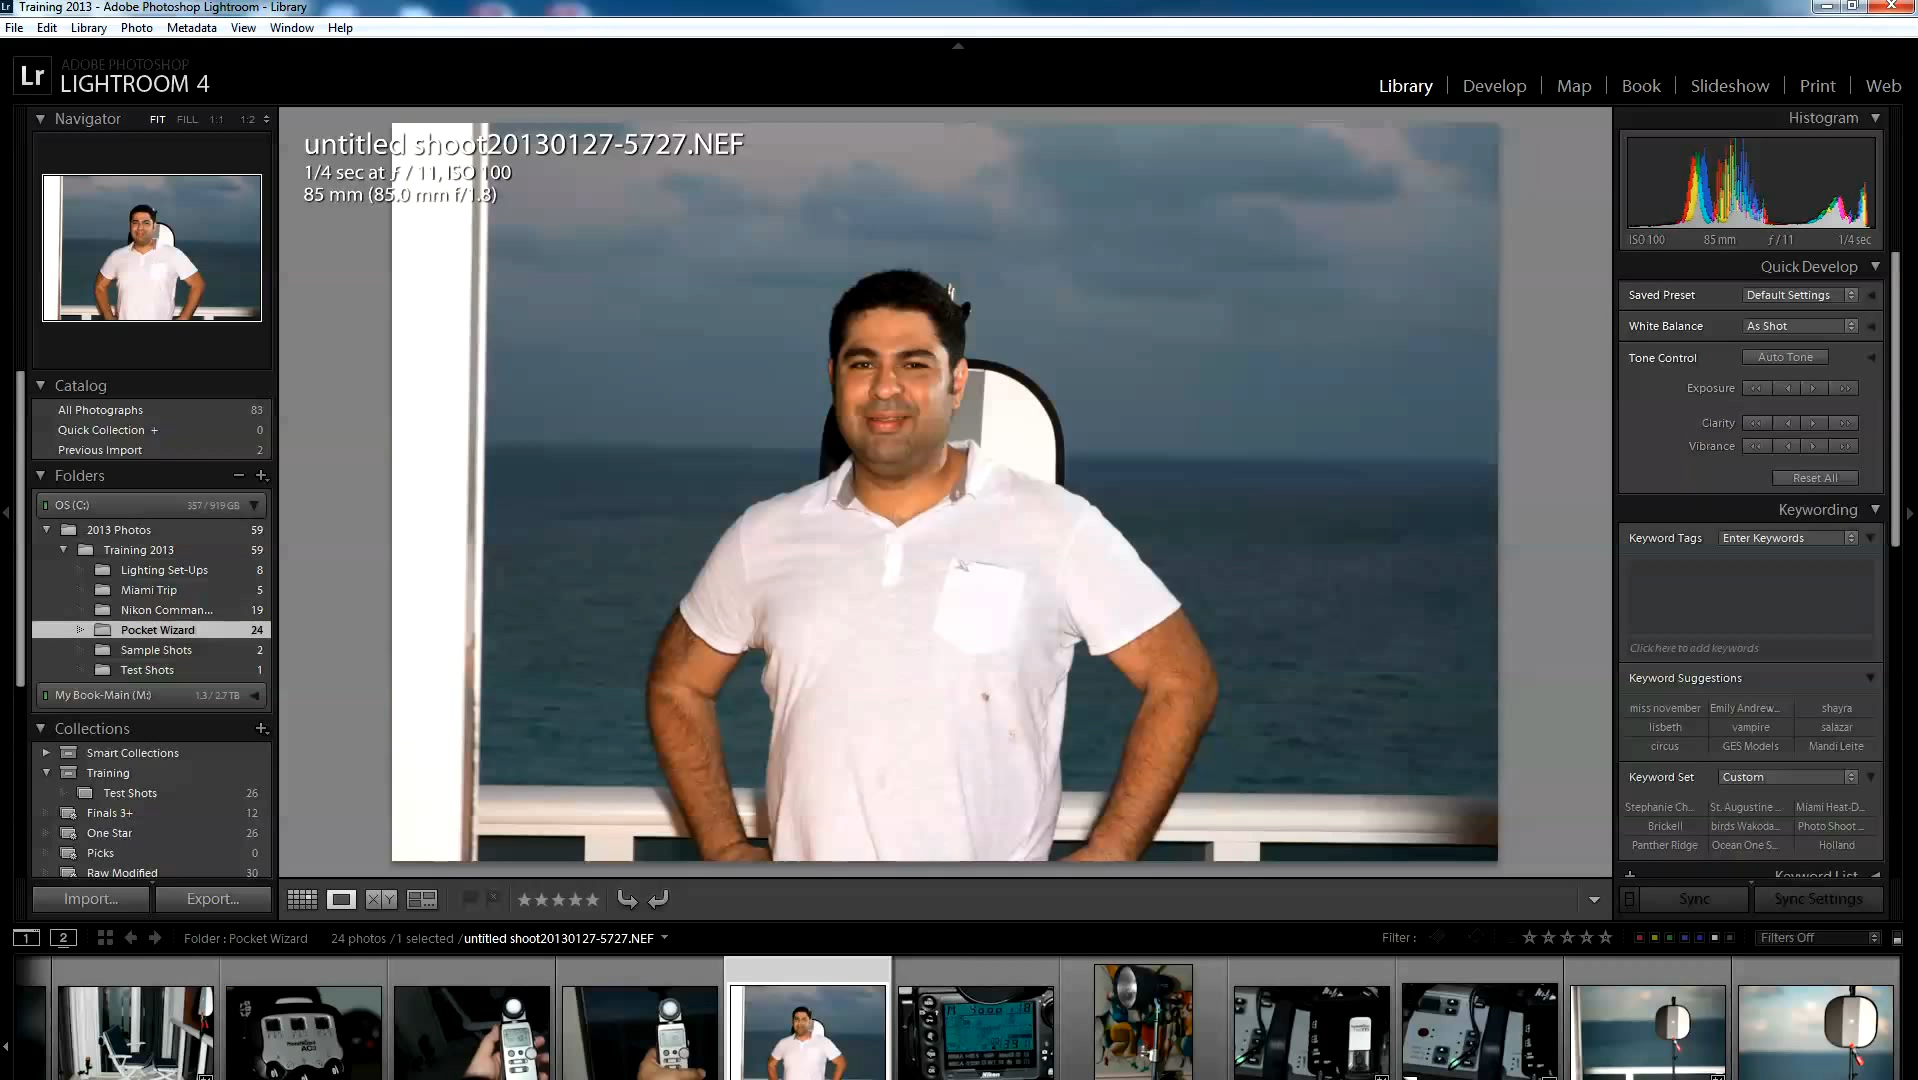 Training 2013 - Adobe Photoshop Lightroom - Library
File Edit Library Photo Metadata View Window Help
Lr ADOBE PHOTOSHOP
LIGHTROOM 4
Library Develop Map Book Slideshow Print Web
Navigator FIT FILL 1:1 1:2
untitled shoot20130127-5727.NEF
1/4 sec at ƒ / 11, ISO 100
85 mm (85.0 mm f/1.8)
Catalog
All Photographs 83
Quick Collection + 0
Previous Import 2
Folders
OS (C:) 357 / 919 GB
2013 Photos 59
Training 2013 59
Lighting Set-Ups 8
Miami Trip 5
Nikon Comman... 19
Pocket Wizard 24
Sample Shots 2
Test Shots 1
My Book-Main (M:) 1.3 / 2.7 TB
Collections
Smart Collections
Training
Test Shots 26
Finals 3+ 12
One Star 26
Picks 0
Raw Modified 30
Import... Export...
Histogram
ISO 100 85 mm ƒ / 11 1/4 sec
Quick Develop
Saved Preset Default Settings
White Balance As Shot
Tone Control Auto Tone
Exposure
Clarity
Vibrance
Reset All
Keywording
Keyword Tags Enter Keywords
Click here to add keywords
Keyword Suggestions
miss november Emily Andrew... shayra
lisbeth vampire salazar
circus GES Models Mandi Leite
Keyword Set Custom
Stephanie Ch... St. Augustine ... Miami Heat-D...
Brickell birds Wakoda... Photo Shoot ...
Panther Ridge Ocean One S... Holland
Keyword List
Sync Sync Settings
XY
1 2 Folder : Pocket Wizard 24 photos / 1 selected / untitled shoot20130127-5727.NEF Filter : Filters Off
Nikon